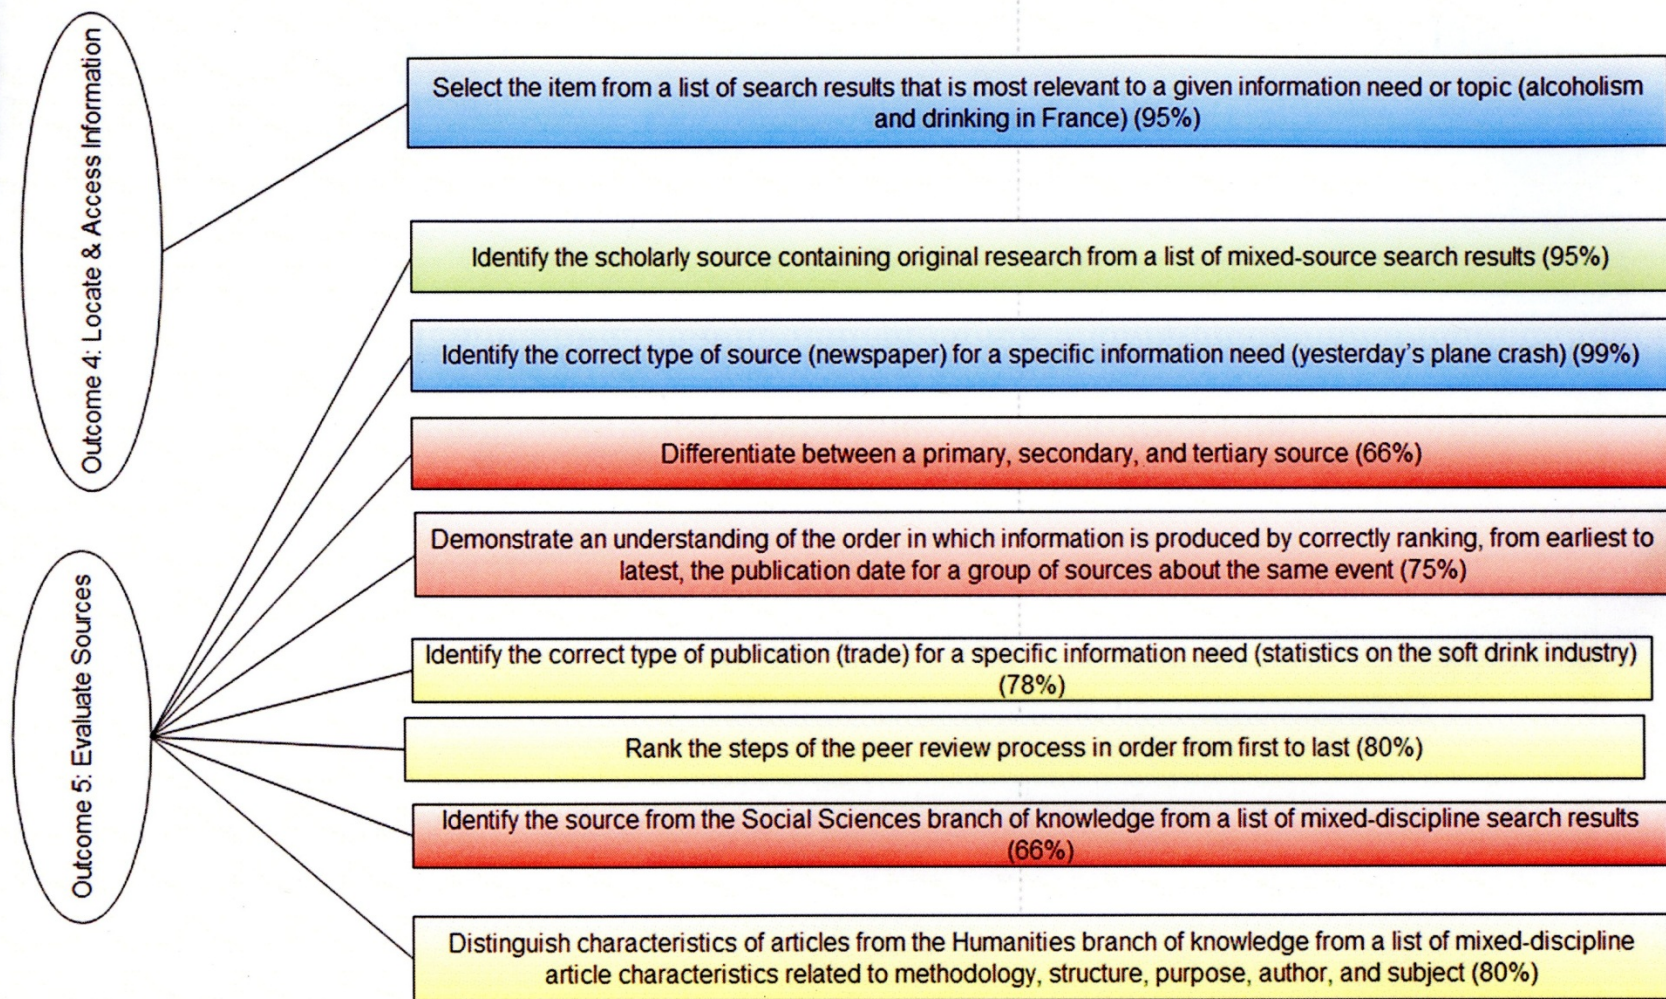 Outcome 4: Locate & Access Information
Select the item from a list of search results that is most relevant to a given information need or topic (alcoholism
and drinking in France) (95%)
Outcome 5: Evaluate Sources
Identify the scholarly source containing original research from a list of mixed-source search results (95%)
Identify the correct type of source (newspaper) for a specific information need (yesterday's plane crash) (99%)
Differentiate between a primary, secondary, and tertiary source (66%)
Demonstrate an understanding of the order in which information is produced by correctly ranking, from earliest to
latest, the publication date for a group of sources about the same event (75%)
Identify the correct type of publication (trade) for a specific information need (statistics on the soft drink industry)
(78%)
Rank the steps of the peer review process in order from first to last (80%)
Identify the source from the Social Sciences branch of knowledge from a list of mixed-discipline search results
(66%)
Distinguish characteristics of articles from the Humanities branch of knowledge from a list of mixed-discipline
article characteristics related to methodology, structure, purpose, author, and subject (80%)